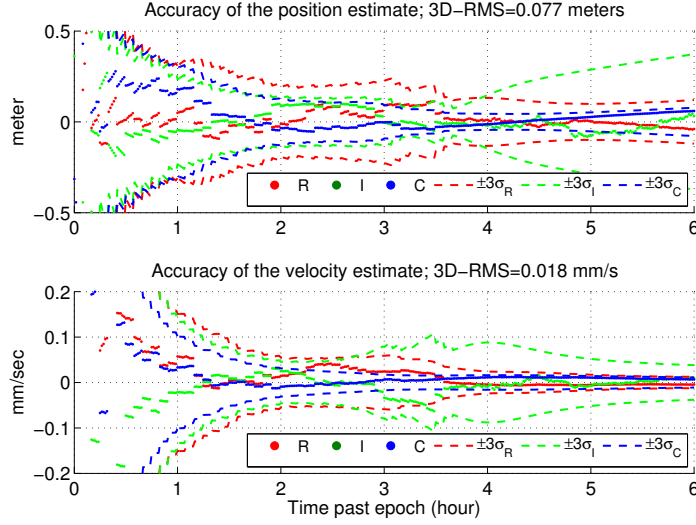 Accuracy of the position estimate; 3D−RMS=0.077 meters
0.5
0
−0.5
meter
0 1 2 3 4 5 6
R I C ±3σR ±3σI ±3σC
Accuracy of the velocity estimate; 3D−RMS=0.018 mm/s
0.2
0.1
0
−0.1
−0.2
mm/sec
R I C ±3σR ±3σI ±3σC
0 1 2 3 4 5 6
Time past epoch (hour)